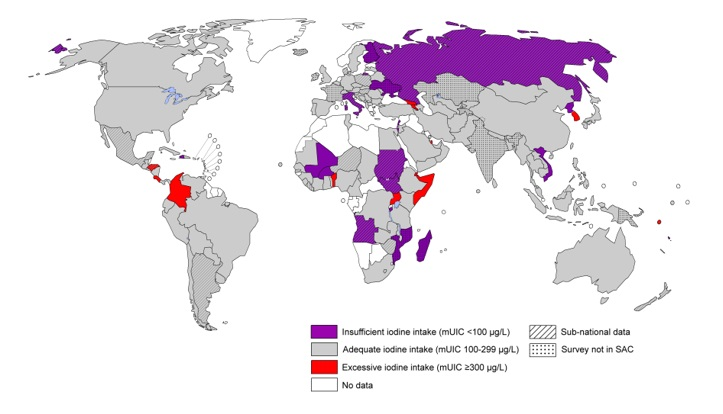 Insufficient iodine intake (mUIC <100 µg/L)
Adequate iodine intake (mUIC 100-299 µg/L)
Excessive iodine intake (mUIC ≥300 µg/L)
No data
Sub-national data
Survey not in SAC